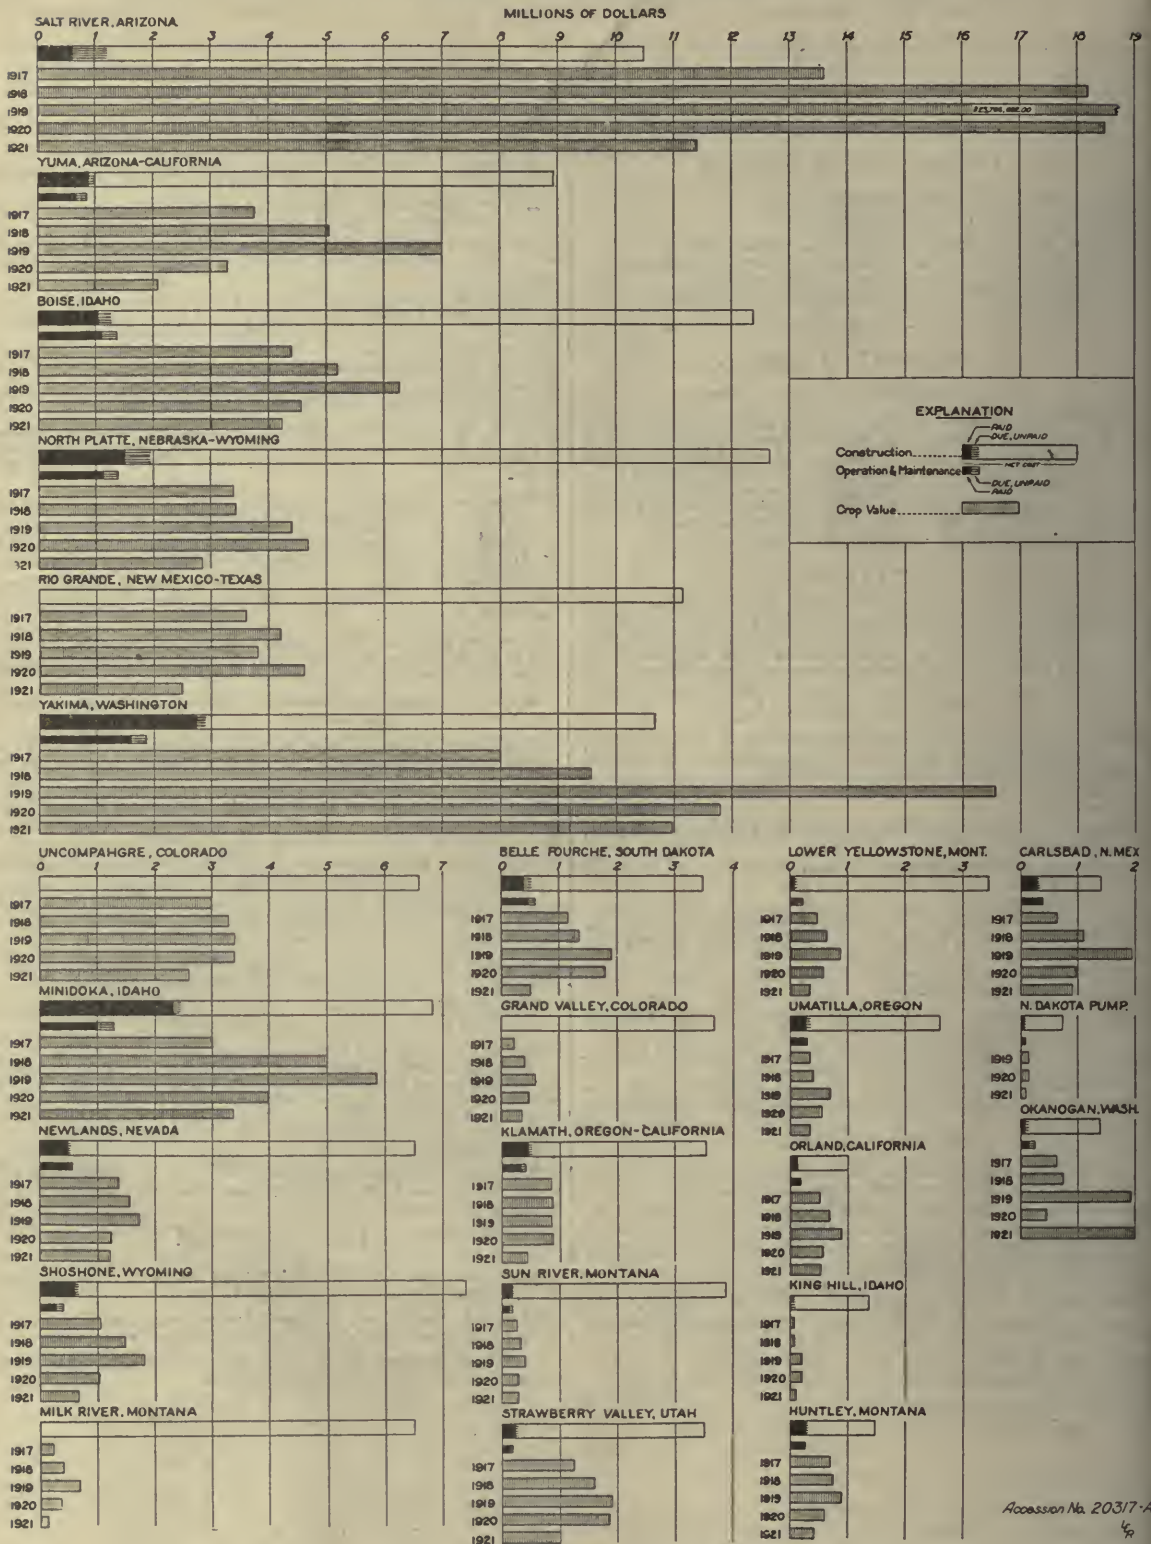 MILLIONS OF DOLLARS
SALT RIVER, ARIZONA
0 1 2 3 4 5 6 7 8 9 10 11 12 13 14 15 16 17 18 19
1917
1918
1919
1920
1921
YUMA, ARIZONA-CALIFORNIA
1917
1918
1919
1920
1921
BOISE, IDAHO
1917
1918
1919
1920
1921
NORTH PLATTE, NEBRASKA-WYOMING
1917
1918
1919
1920
921
RIO GRANDE, NEW MEXICO-TEXAS
1917
1918
1919
1920
1921
YAKIMA, WASHINGTON
1917
1918
1919
1920
1921
EXPLANATION
PAID
DUE, UNPAID
Construction
NET COST
Operation & Maintenance
DUE, UNPAID
PAID
Crop Value
UNCOMPAHGRE, COLORADO
0 1 2 3 4 5 6 7
1917
1918
1919
1920
1921
MINIDOKA, IDAHO
1917
1918
1919
1920
1921
NEWLANDS, NEVADA
1917
1918
1919
1920
1921
SHOSHONE, WYOMING
1917
1918
1919
1920
1921
MILK RIVER, MONTANA
1917
1918
1919
1920
1921
BELLE FOURCHE, SOUTH DAKOTA
0 1 2 3 4
1917
1918
1919
1920
1921
GRAND VALLEY, COLORADO
1917
1918
1919
1920
1921
KLAMATH, OREGON-CALIFORNIA
1917
1918
1919
1920
1921
SUN RIVER, MONTANA
1917
1918
1919
1920
1921
STRAWBERRY VALLEY, UTAH
1917
1918
1919
1920
1921
LOWER YELLOWSTONE, MONT.
0 1 2 3
1917
1918
1919
1920
1921
UMATILLA, OREGON
1917
1918
1919
1920
1921
ORLAND, CALIFORNIA
1917
1918
1919
1920
1921
KING HILL, IDAHO
1917
1918
1919
1920
1921
HUNTLEY, MONTANA
1917
1918
1919
1920
1921
CARLSBAD, N. MEX
0 1 2
1917
1918
1919
1920
1921
N. DAKOTA PUMP.
1919
1920
1921
OKANOGAN, WASH.
1917
1918
1919
1920
1921
Accession No. 20317-A